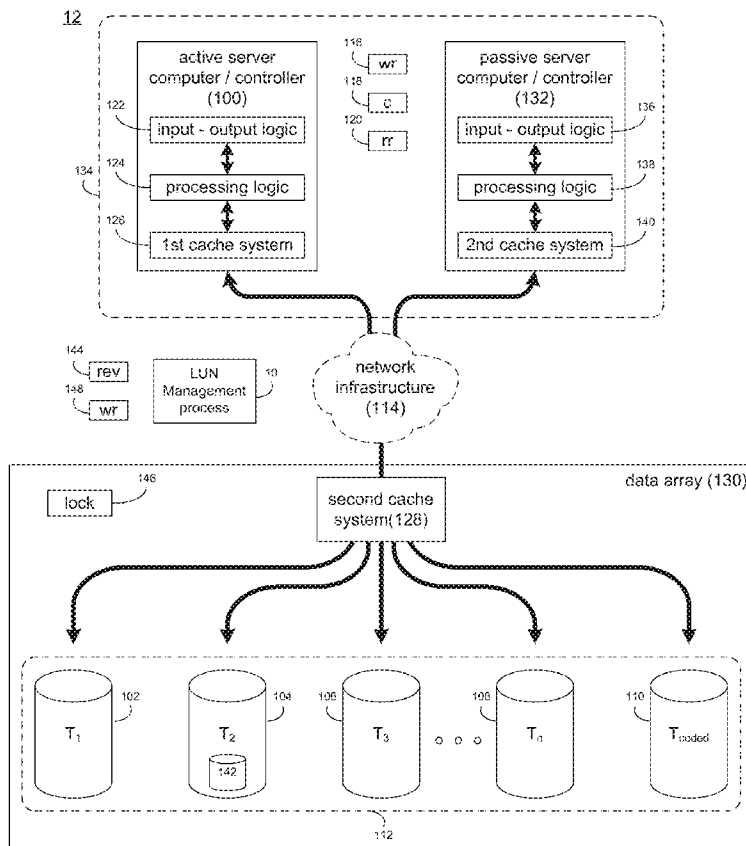 12
active server
computer / controller
(100)
122
input - output logic
124
processing logic
126
1st cache system
134
116
wr
118
c
120
rr
passive server
computer / controller
(132)
input - output logic
136
processing logic
138
2nd cache system
140
144
rev
148
wr
LUN
Management
process
10
network
infrastructure
(114)
data array (130)
lock
146
second cache
system(128)
T1
102
T2
104
142
106
T3
108
Tn
110
Tcoded
112